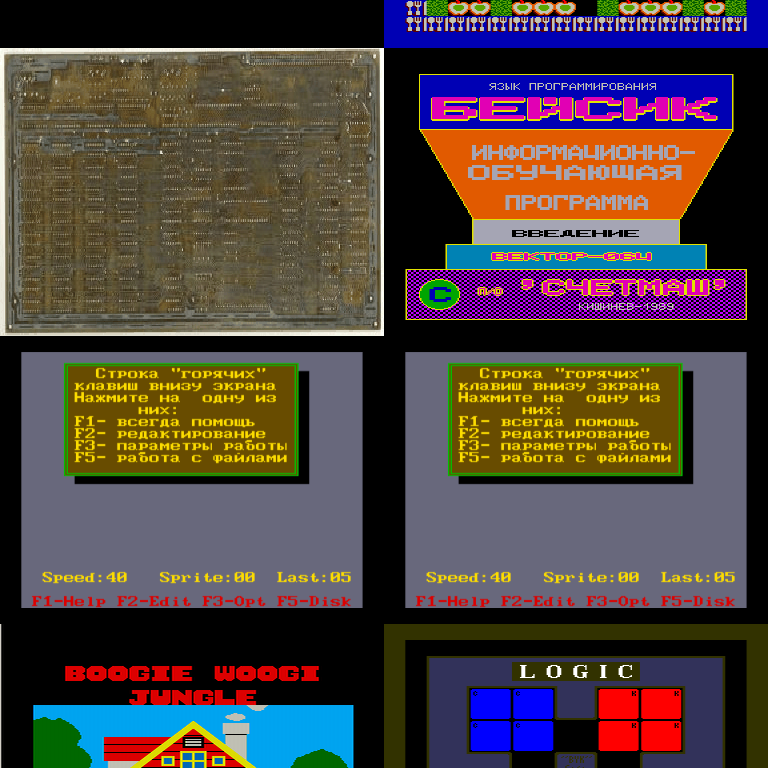 ЯЗЫК ПРОГРАММИРОВАНИЯ
БЕЙСИК
ИНФОРМАЦИОННО-
ОБУЧАЮЩАЯ
ПРОГРАММА
ВВЕДЕНИЕ
ВЕКТОР-06Ц
С П/О "СЧЕТМАШ"
КИШИНЕВ-1989
Строка "горячих"
клавиш внизу экрана
Нажмите на одну из
них:
F1- всегда помощь
F2- редактирование
F3- параметры работы
F5- работа с файлами
Speed:40 Sprite:00 Last:05
F1-Help F2-Edit F3-Opt F5-Disk
Строка "горячих"
клавиш внизу экрана
Нажмите на одну из
них:
F1- всегда помощь
F2- редактирование
F3- параметры работы
F5- работа с файлами
Speed:40 Sprite:00 Last:05
F1-Help F2-Edit F3-Opt F5-Disk
BOOGIE WOOGI
JUNGLE
LOGIC